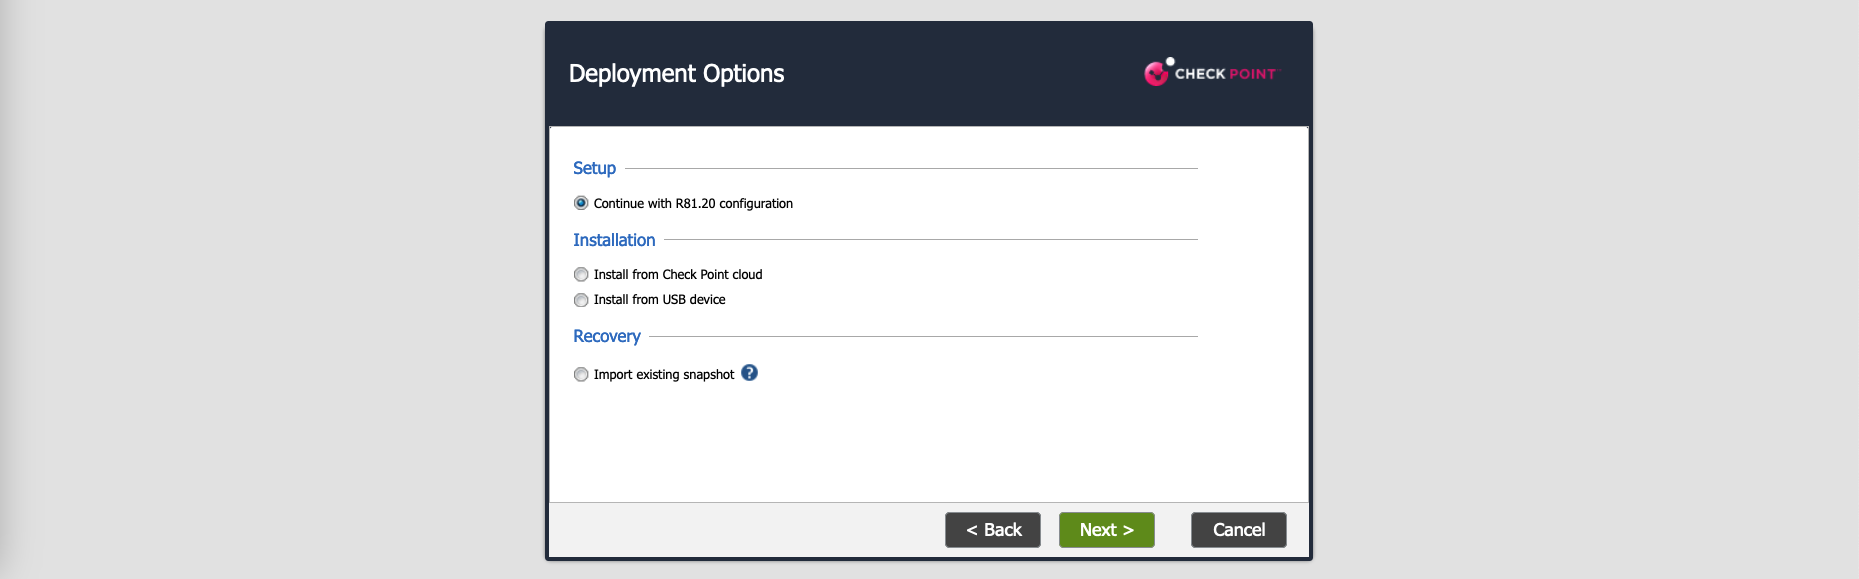 Deployment Options
CHECK POINT
Setup
Continue with R81.20 configuration
Installation
Install from Check Point cloud
Install from USB device
Recovery
Import existing snapshot ?
< Back
Next >
Cancel